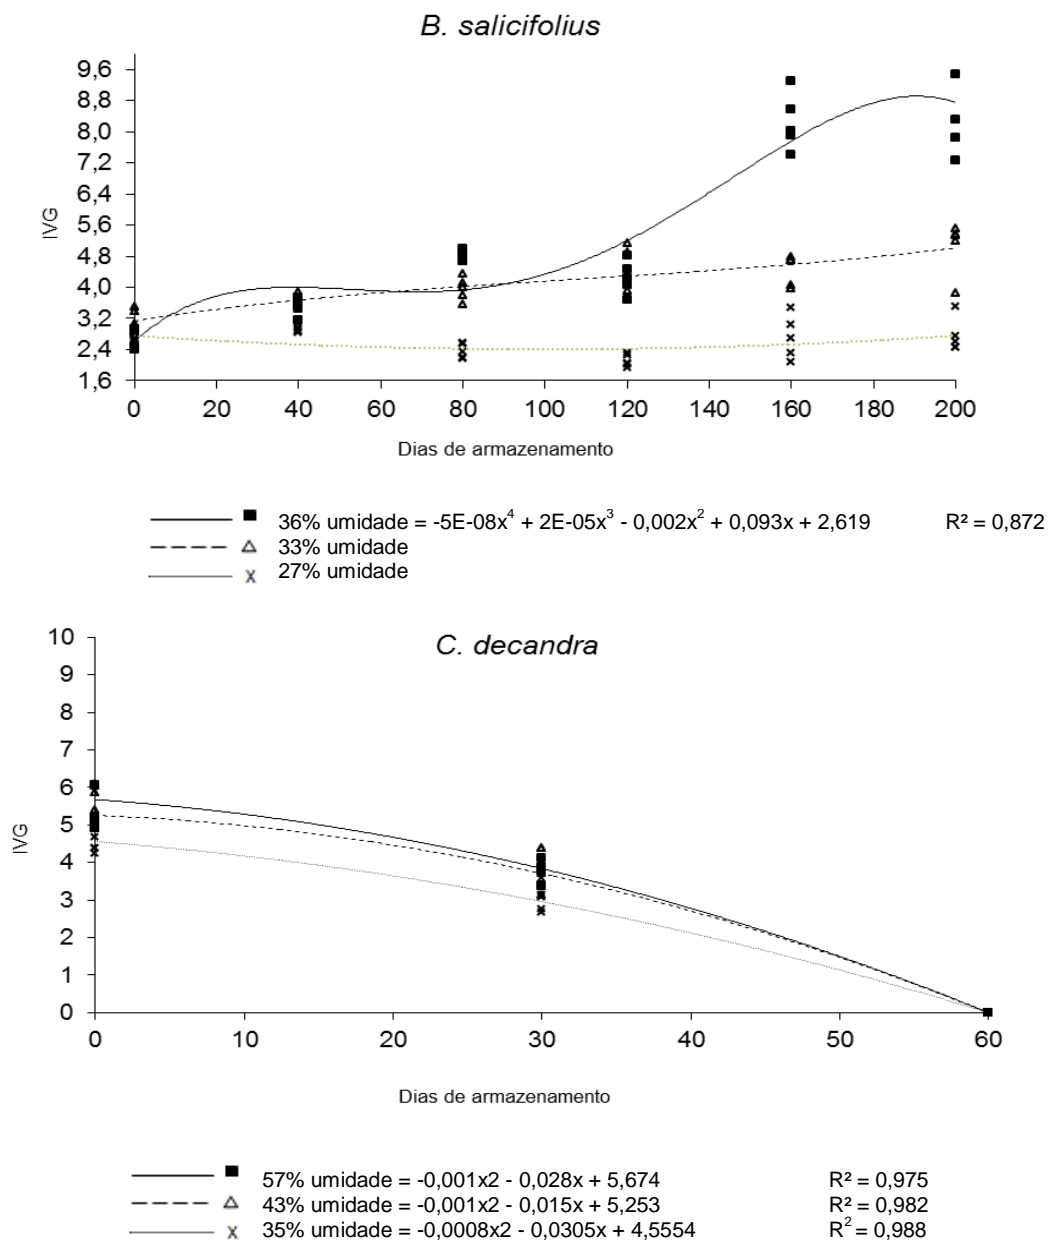 B. salicifolius
9,6
8,8
8,0
7,2
6,4
5,6
4,8
4,0
3,2
2,4
1,6
IVG
0 20 40 60 80 100 120 140 160 180 200
Dias de armazenamento
36% umidade = -5E-08x⁴ + 2E-05x³ - 0,002x² + 0,093x + 2,619 R² = 0,872
33% umidade
27% umidade
C. decandra
10
9
8
7
6
5
4
3
2
1
0
IVG
0 10 20 30 40 50 60
Dias de armazenamento
57% umidade = -0,001x2 - 0,028x + 5,674 R² = 0,975
43% umidade = -0,001x2 - 0,015x + 5,253 R² = 0,982
35% umidade = -0,0008x2 - 0,0305x + 4,5554 R² = 0,988